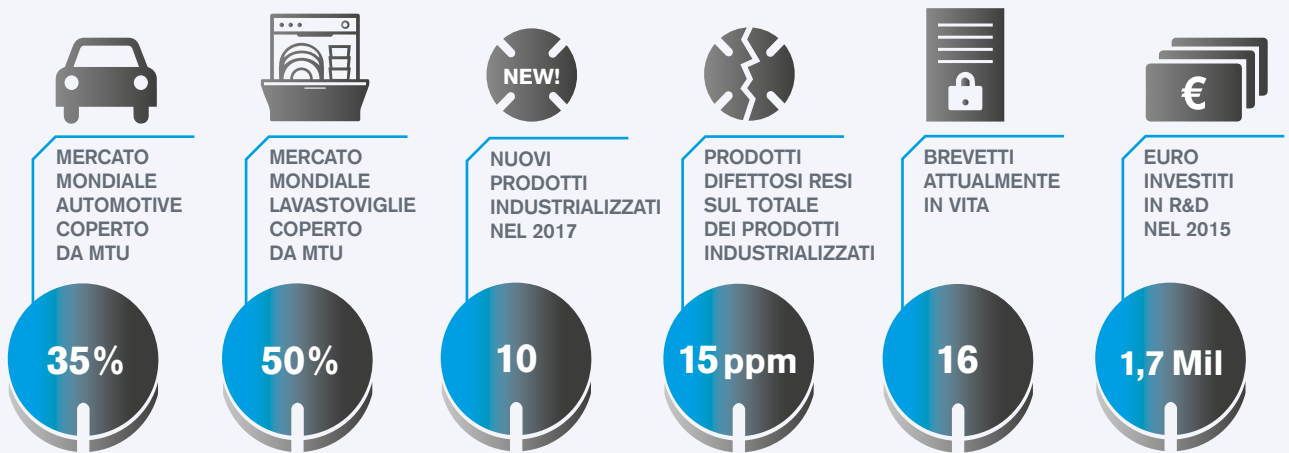 MERCATO
MONDIALE
AUTOMOTIVE
COPERTO
DA MTU
35%
MERCATO
MONDIALE
LAVASTOVIGLIE
COPERTO
DA MTU
50%
NEW!
NUOVI
PRODOTTI
INDUSTRIALIZZATI
NEL 2017
10
PRODOTTI
DIFETTOSI RESI
SUL TOTALE
DEI PRODOTTI
INDUSTRIALIZZATI
15 ppm
BREVETTI
ATTUALMENTE
IN VITA
16
€
EURO
INVESTITI
IN R&D
NEL 2015
1,7 Mil